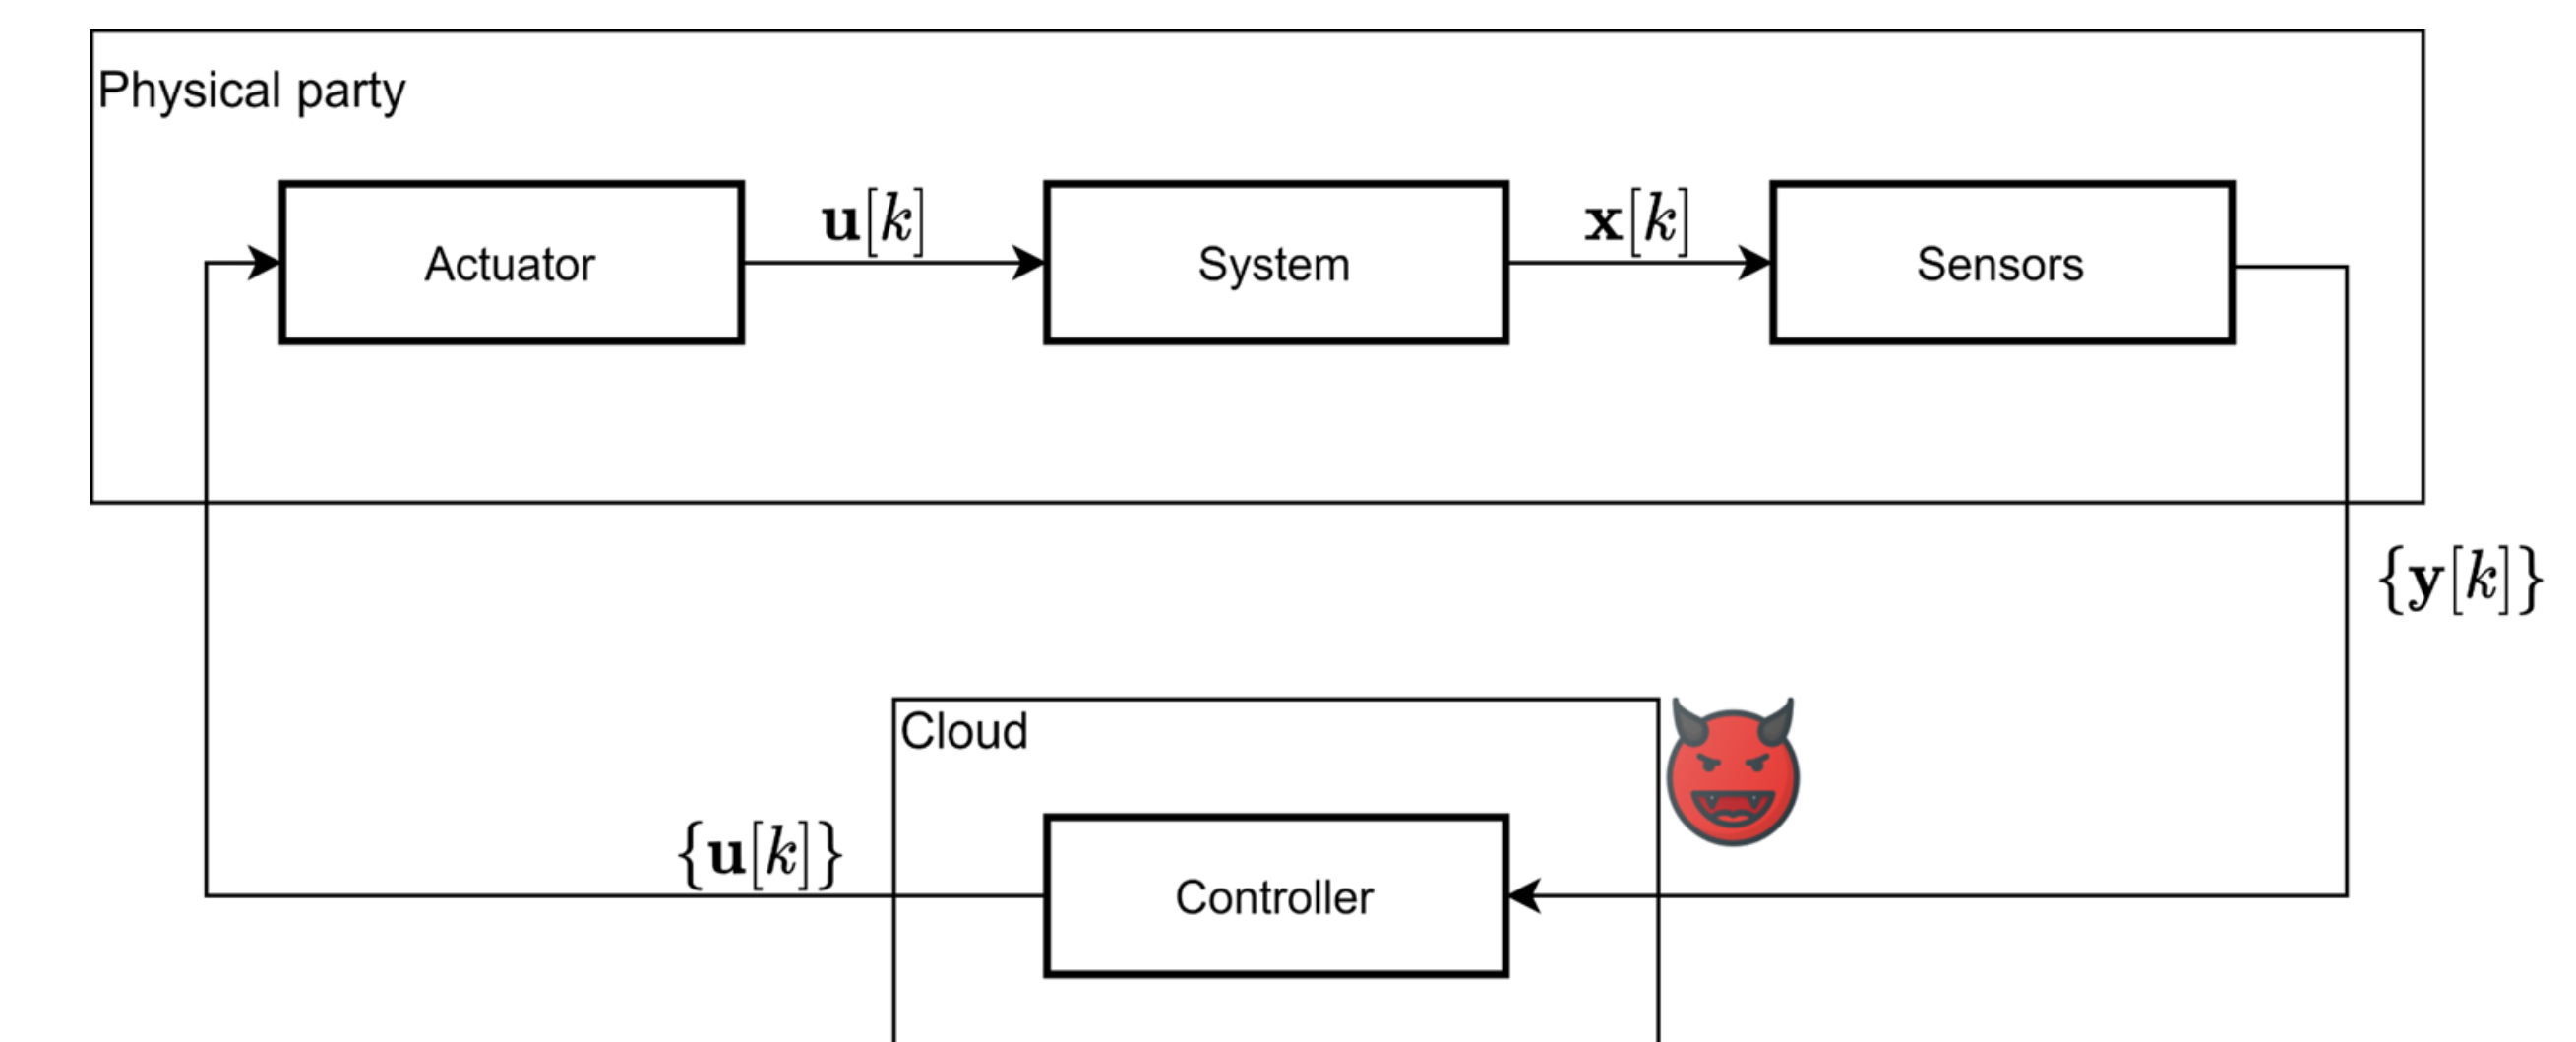 Physical party
Actuator
u[k]
System
x[k]
Sensors
{y[k]}
Cloud
{u[k]}
Controller